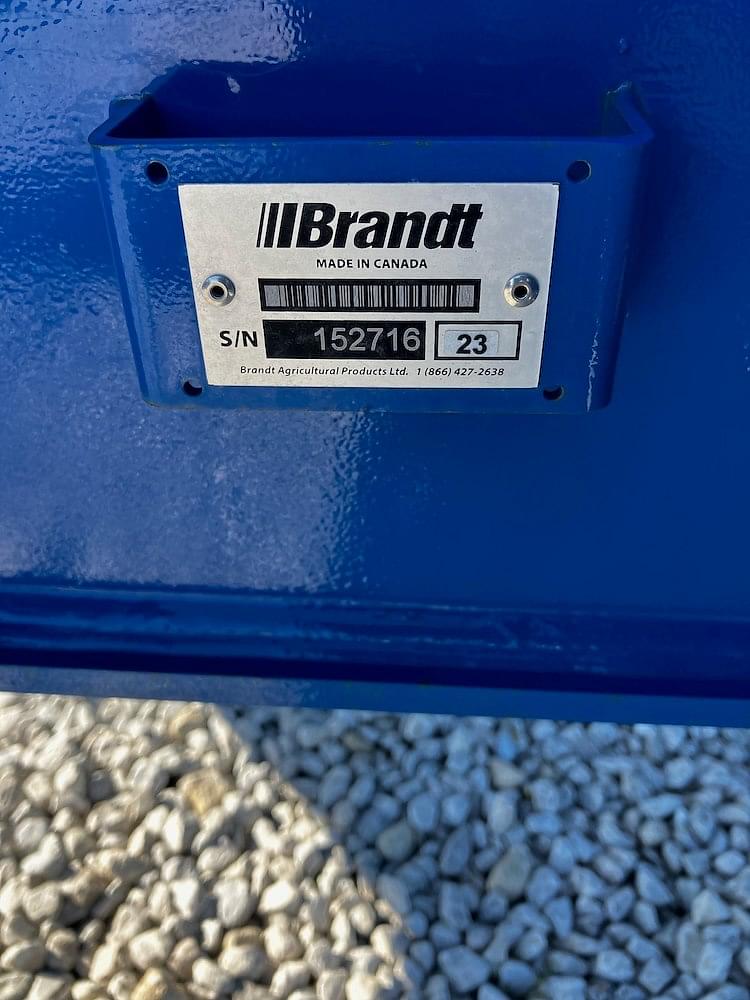 Brandt
MADE IN CANADA
S/N 152716 23
Brandt Agricultural Products Ltd. 1 (866) 427-2638